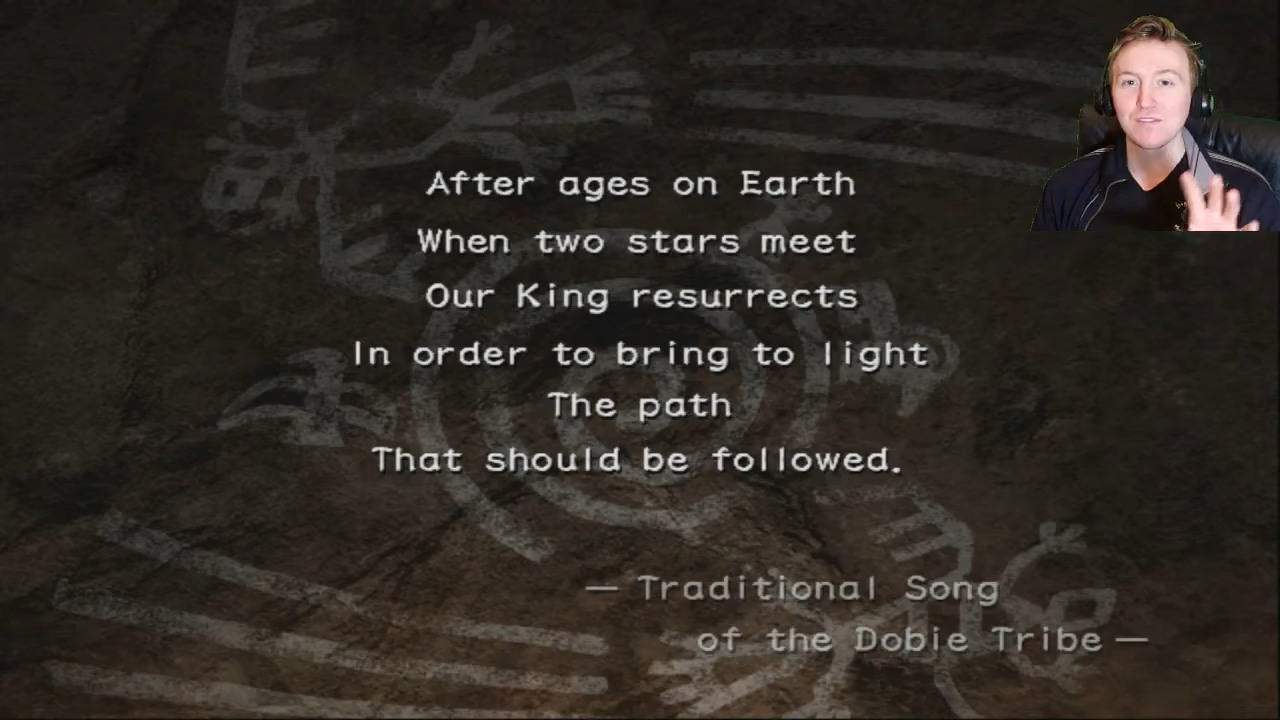 After ages on Earth
When two stars meet
Our King resurrects
In order to bring to light
The path
That should be followed.
— Traditional Song
of the Dobie Tribe —